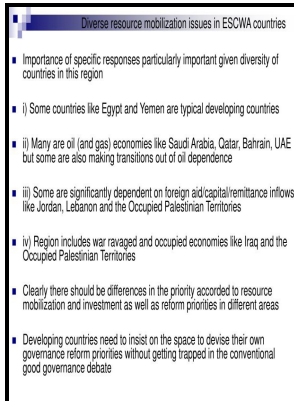 Diverse resource mobilization issues in ESCWA countries
Importance of specific responses particularly important given diversity of
countries in this region
i) Some countries like Egypt and Yemen are typical developing countries
ii) Many are oil (and gas) economies like Saudi Arabia, Qatar, Bahrain, UAE
but some are also making transitions out of oil dependence
iii) Some are significantly dependent on foreign aid/capital/remittance inflows
like Jordan, Lebanon and the Occupied Palestinian Territories
iv) Region includes war ravaged and occupied economies like Iraq and the
Occupied Palestinian Territories
Clearly there should be differences in the priority accorded to resource
mobilization and investment as well as reform priorities in different areas
Developing countries need to insist on the space to devise their own
governance reform priorities without getting trapped in the conventional
good governance debate